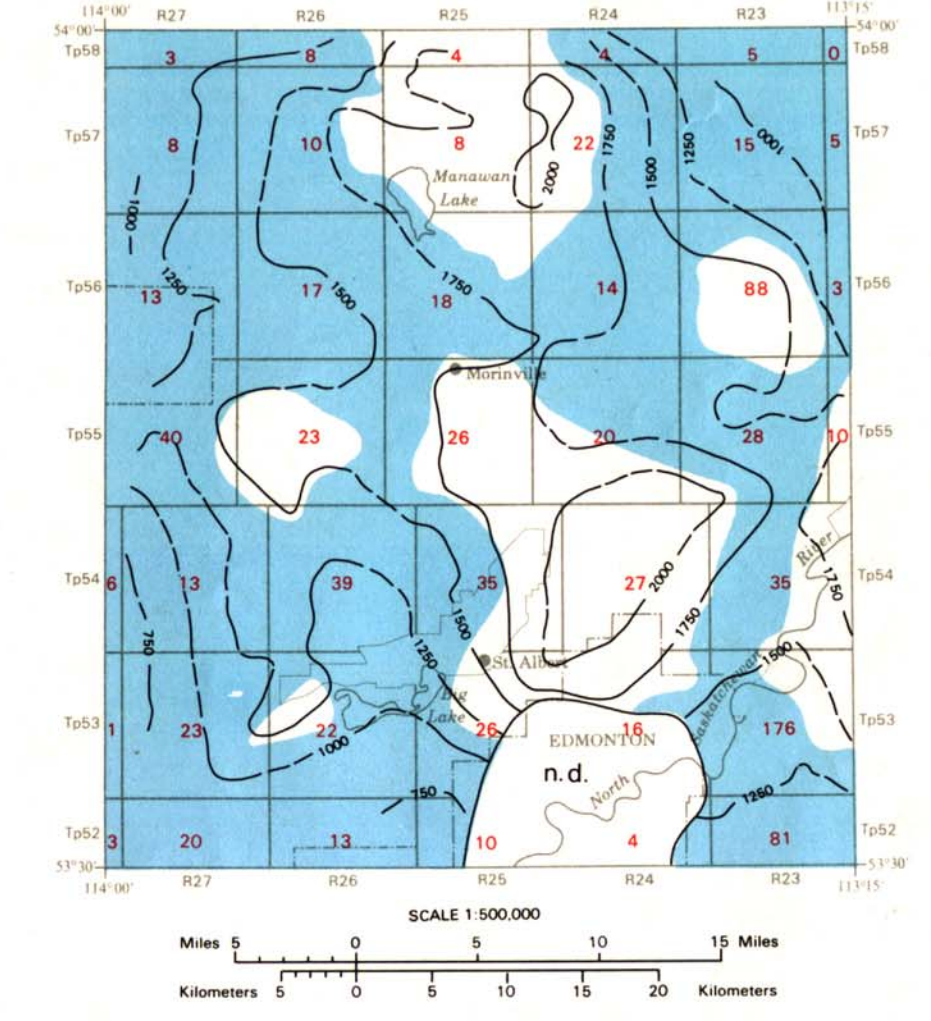 114°00' R27 R26 R25 R24 R23 113°15'
54°00' 54°00'
Tp58 3 8 4 4 5 0 Tp58
Tp57 8 10 8 22 1750 1250 15 1000 5 Tp57
1500
2000
Manawan
Lake
1000
1250
Tp56 13 17 1500 1750 18 14 88 3 Tp56
Morinville
Tp55 40 23 26 20 28 10 Tp55
River
Tp54 6 13 39 35 27 2000 35 1750 Tp54
750 1500 1750
1250 St. Albert 1500
Big
Lake
Saskatchewan
1 23 22 26 16 176 Tp53
Tp53
1000 EDMONTON
n.d.
North
750 1250
Tp52 3 20 13 10 4 81 Tp52
53°30' 53°30'
114°00' R27 R26 R25 R24 R23 113°15'
SCALE 1:500,000
Miles 5 0 5 10 15 Miles
Kilometers 5 0 5 10 15 20 Kilometers